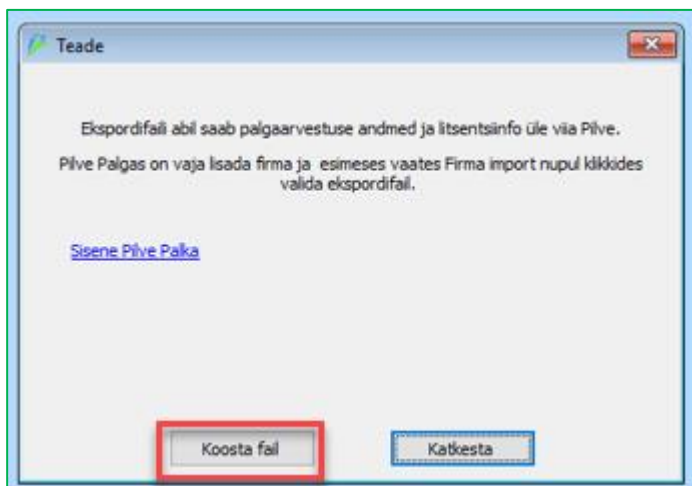 Teade
Ekspordifaili abil saab palgaarvestuse andmed ja litsentsiinfo üle viia Pilve.
Pilve Palgas on vaja lisada firma ja esimeses vaates Firma import nupul klikkides
valida ekspordifail.
Sisene Pilve Palka
Koosta fail
Katkesta